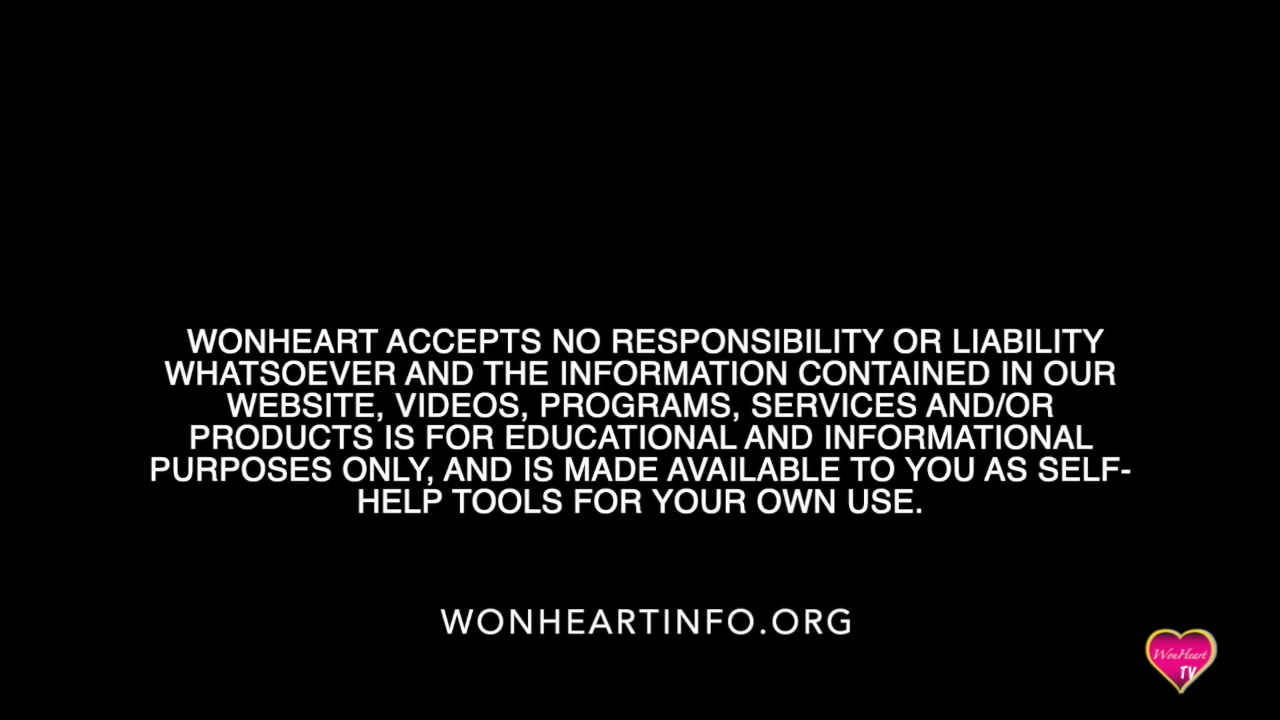 WONHEART ACCEPTS NO RESPONSIBILITY OR LIABILITY
WHATSOEVER AND THE INFORMATION CONTAINED IN OUR
WEBSITE, VIDEOS, PROGRAMS, SERVICES AND/OR
PRODUCTS IS FOR EDUCATIONAL AND INFORMATIONAL
PURPOSES ONLY, AND IS MADE AVAILABLE TO YOU AS SELF-
HELP TOOLS FOR YOUR OWN USE.
WONHEARTINFO.ORG
WonHeart
TV